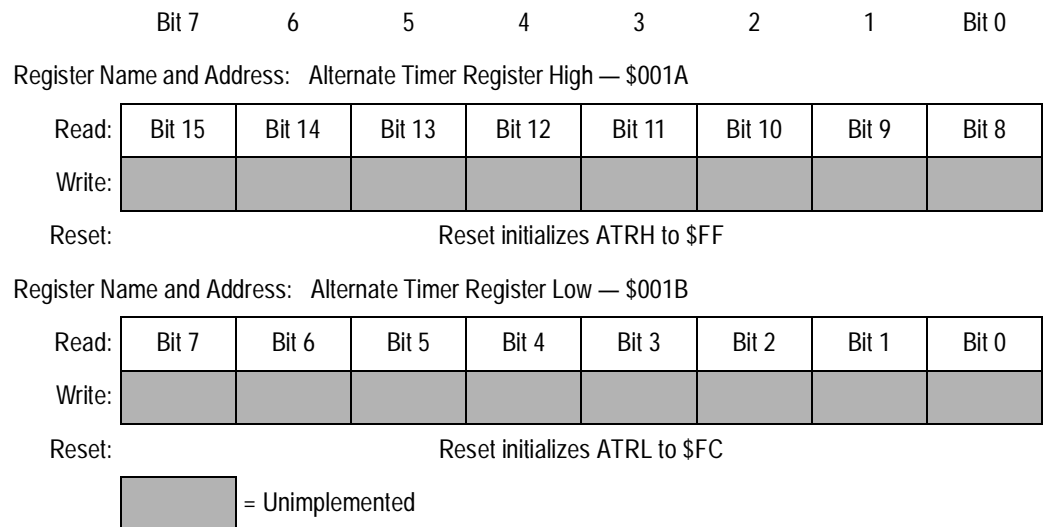 Bit 7 6 5 4 3 2 1 Bit 0
Register Name and Address: Alternate Timer Register High — $001A
Read: Bit 15 Bit 14 Bit 13 Bit 12 Bit 11 Bit 10 Bit 9 Bit 8
Write:
Reset: Reset initializes ATRH to $FF
Register Name and Address: Alternate Timer Register Low — $001B
Read: Bit 7 Bit 6 Bit 5 Bit 4 Bit 3 Bit 2 Bit 1 Bit 0
Write:
Reset: Reset initializes ATRL to $FC
= Unimplemented